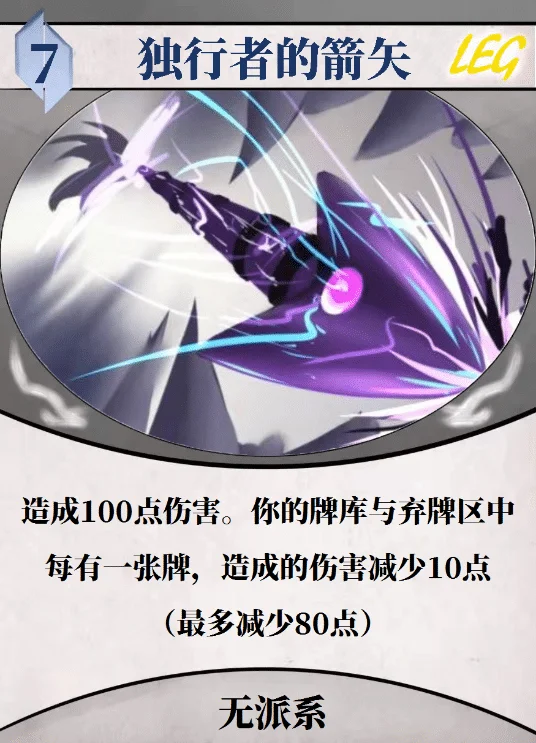 7
独行者的箭矢
LEG
造成100点伤害。你的牌库与弃牌区中
每有一张牌，造成的伤害减少10点
（最多减少80点）
无派系